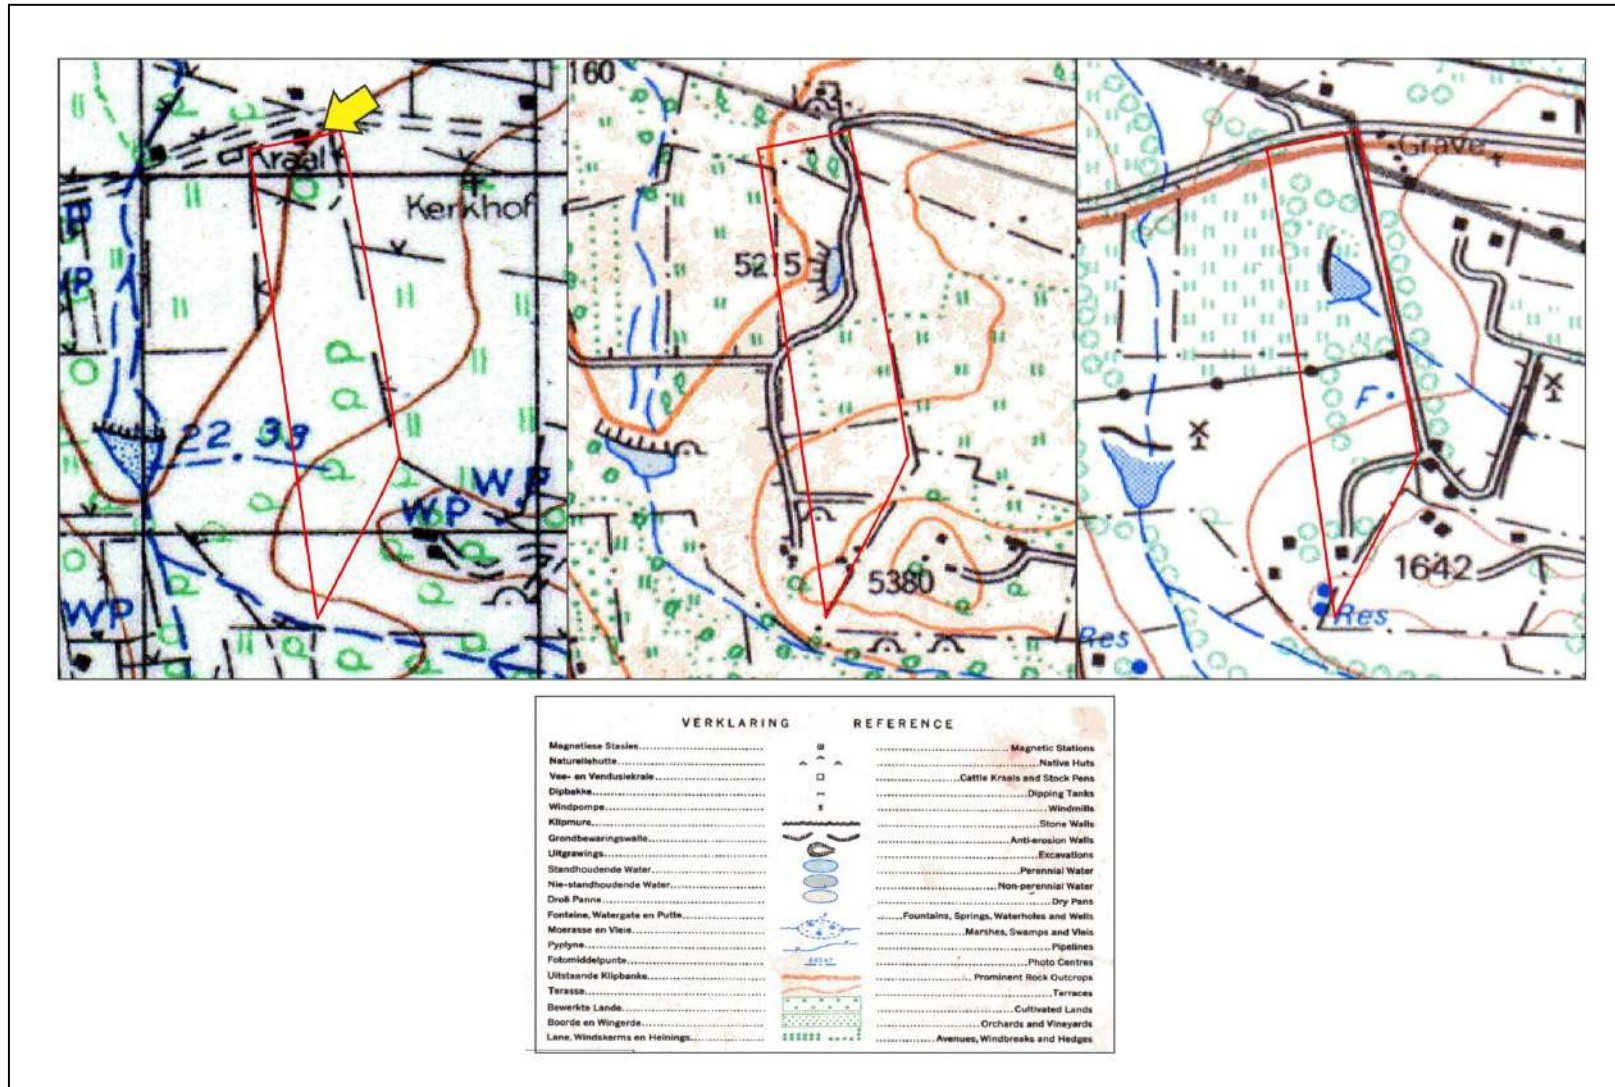 Kraal
Kerkhof
P
P
22 39
WP
WP
WP
160
5215
5380
Grave
F
1642
Res
Res
VERKLARING REFERENCE
Magnetiese Stasies Magnetic Stations
Naturellehutte Native Huts
Vee- en Vendusiekrale Cattle Kraals and Stock Pens
Dipbakke Dipping Tanks
Windpompe Windmills
Klipmure Stone Walls
Grondbewaringswalle Anti-erosion Walls
Uitgrawings Excavations
Standhoudende Water Perennial Water
Nie-standhoudende Water Non-perennial Water
Droë Panne Dry Pans
Fonteine, Watergate en Putte Fountains, Springs, Waterholes and Wells
Moerasse en Vleie Marshes, Swamps and Vleis
Pyplyne Pipelines
Fotomiddelpunte Photo Centres
Uitstaande Klipbanke Prominent Rock Outcrops
Terasse Terraces
Bewerkte Lande Cultivated Lands
Boorde en Wingerde Orchards and Vineyards
Lane, Windskerms en Heinings Avenues, Windbreaks and Hedges